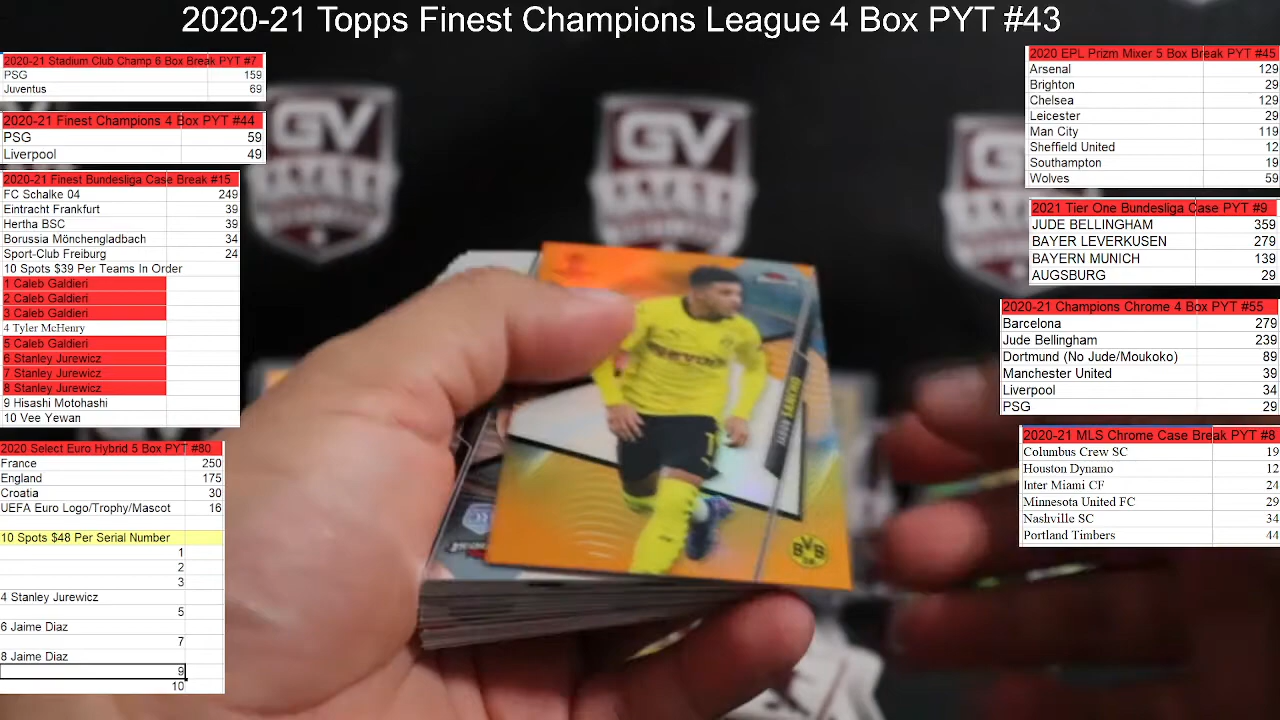 2020-21 Topps Finest Champions League 4 Box PYT #43
2020-21 Stadium Club Champ 6 Box Break PYT #7
PSG 159
Juventus 69
2020-21 Finest Champions 4 Box PYT #44
PSG 59
Liverpool 49
2020-21 Finest Bundesliga Case Break #15
FC Schalke 04 249
Eintracht Frankfurt 39
Hertha BSC 39
Borussia Mönchengladbach 34
Sport-Club Freiburg 24
10 Spots $39 Per Teams In Order
1 Caleb Galdieri
2 Caleb Galdieri
3 Caleb Galdieri
4 Tyler McHenry
5 Caleb Galdieri
6 Stanley Jurewicz
7 Stanley Jurewicz
8 Stanley Jurewicz
9 Hisashi Motohashi
10 Vee Yewan
2020 Select Euro Hybrid 5 Box PYT #80
France 250
England 175
Croatia 30
UEFA Euro Logo/Trophy/Mascot 16
10 Spots $48 Per Serial Number
1
2
3
4 Stanley Jurewicz
5
6 Jaime Diaz
7
8 Jaime Diaz
9
10
GV
GV
JADON SANCHO
BVB
09
2020 EPL Prizm Mixer 5 Box Break PYT #45
Arsenal 129
Brighton 29
Chelsea 129
Leicester 29
Man City 119
Sheffield United 12
Southampton 19
Wolves 59
2021 Tier One Bundesliga Case PYT #9
JUDE BELLINGHAM 359
BAYER LEVERKUSEN 279
BAYERN MUNICH 139
AUGSBURG 29
2020-21 Champions Chrome 4 Box PYT #55
Barcelona 279
Jude Bellingham 239
Dortmund (No Jude/Moukoko) 89
Manchester United 39
Liverpool 34
PSG 29
2020-21 MLS Chrome Case Break PYT #8
Columbus Crew SC 19
Houston Dynamo 12
Inter Miami CF 24
Minnesota United FC 29
Nashville SC 34
Portland Timbers 44